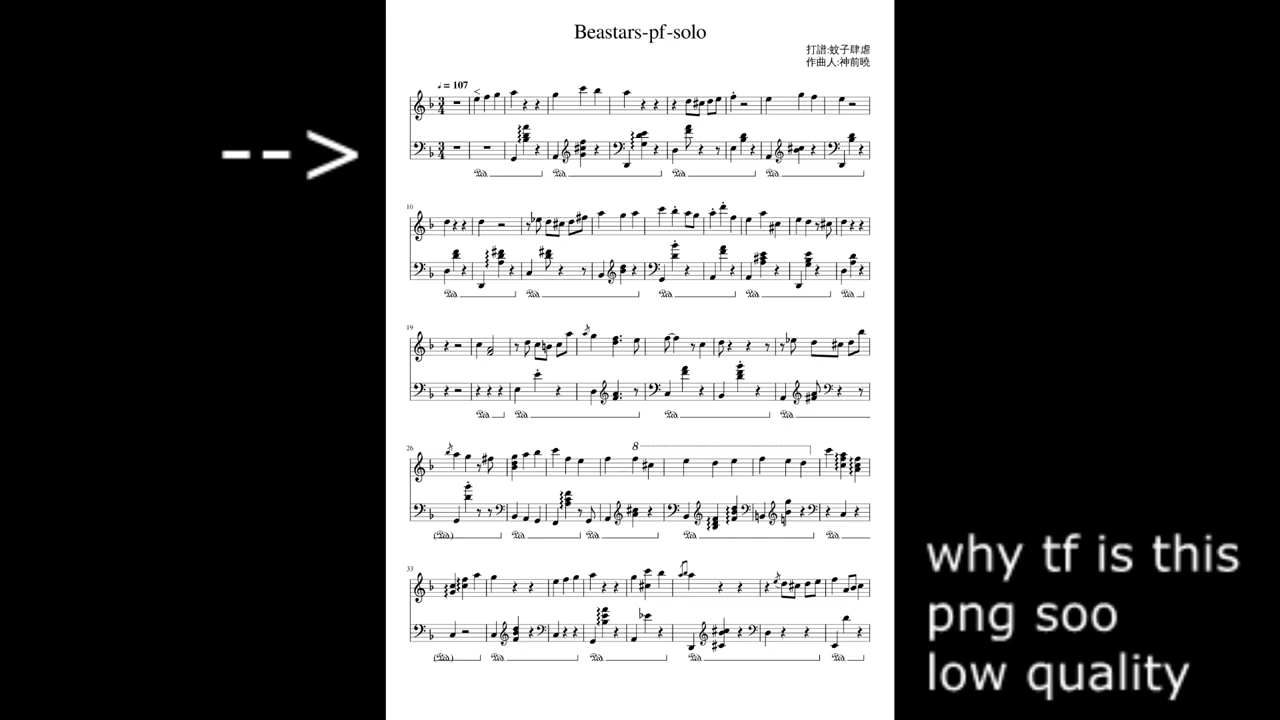 Beastars-pf-solo
打譜:蚊子肆虐
作曲人:神前曉
-->
♩ = 107
10
19
26
8
33
why tf is this
png soo
low quality